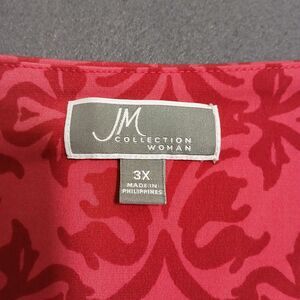 JM
COLLECTION
WOMAN
3X
MADE IN
PHILIPPINES